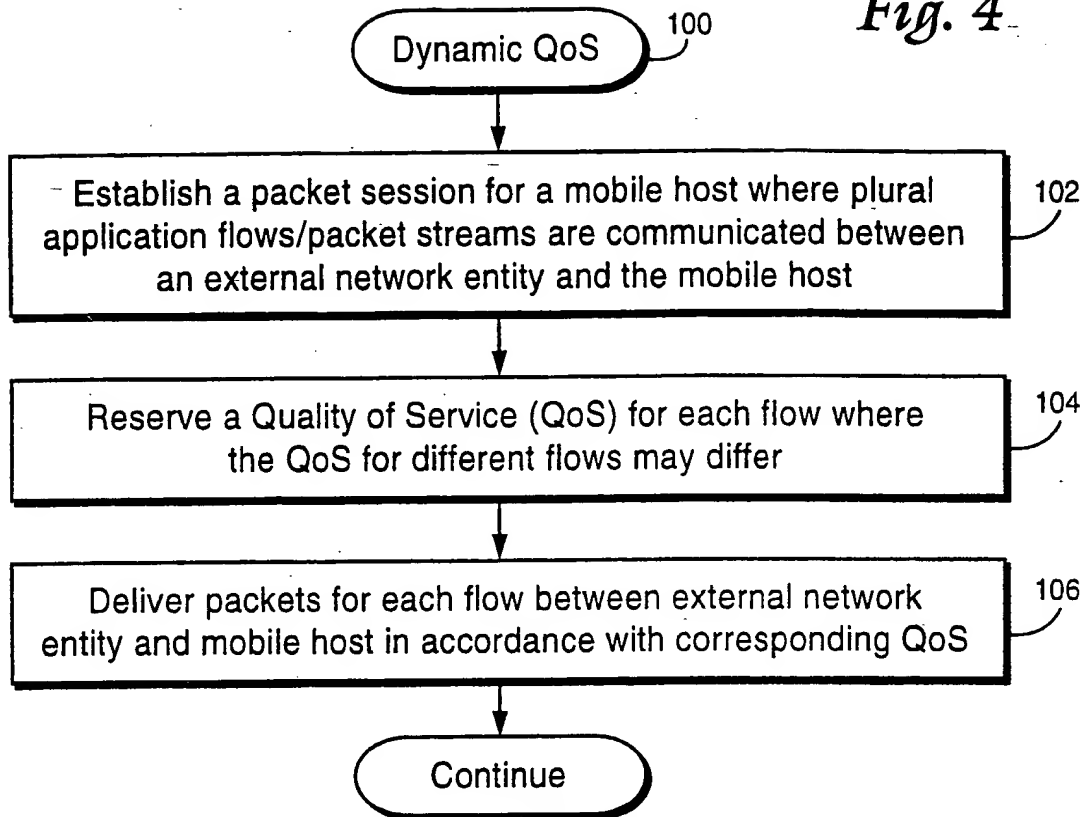 Fig. 4
Dynamic QoS
100
Establish a packet session for a mobile host where plural
application flows/packet streams are communicated between
an external network entity and the mobile host
102
Reserve a Quality of Service (QoS) for each flow where
the QoS for different flows may differ
104
Deliver packets for each flow between external network
entity and mobile host in accordance with corresponding QoS
106
Continue